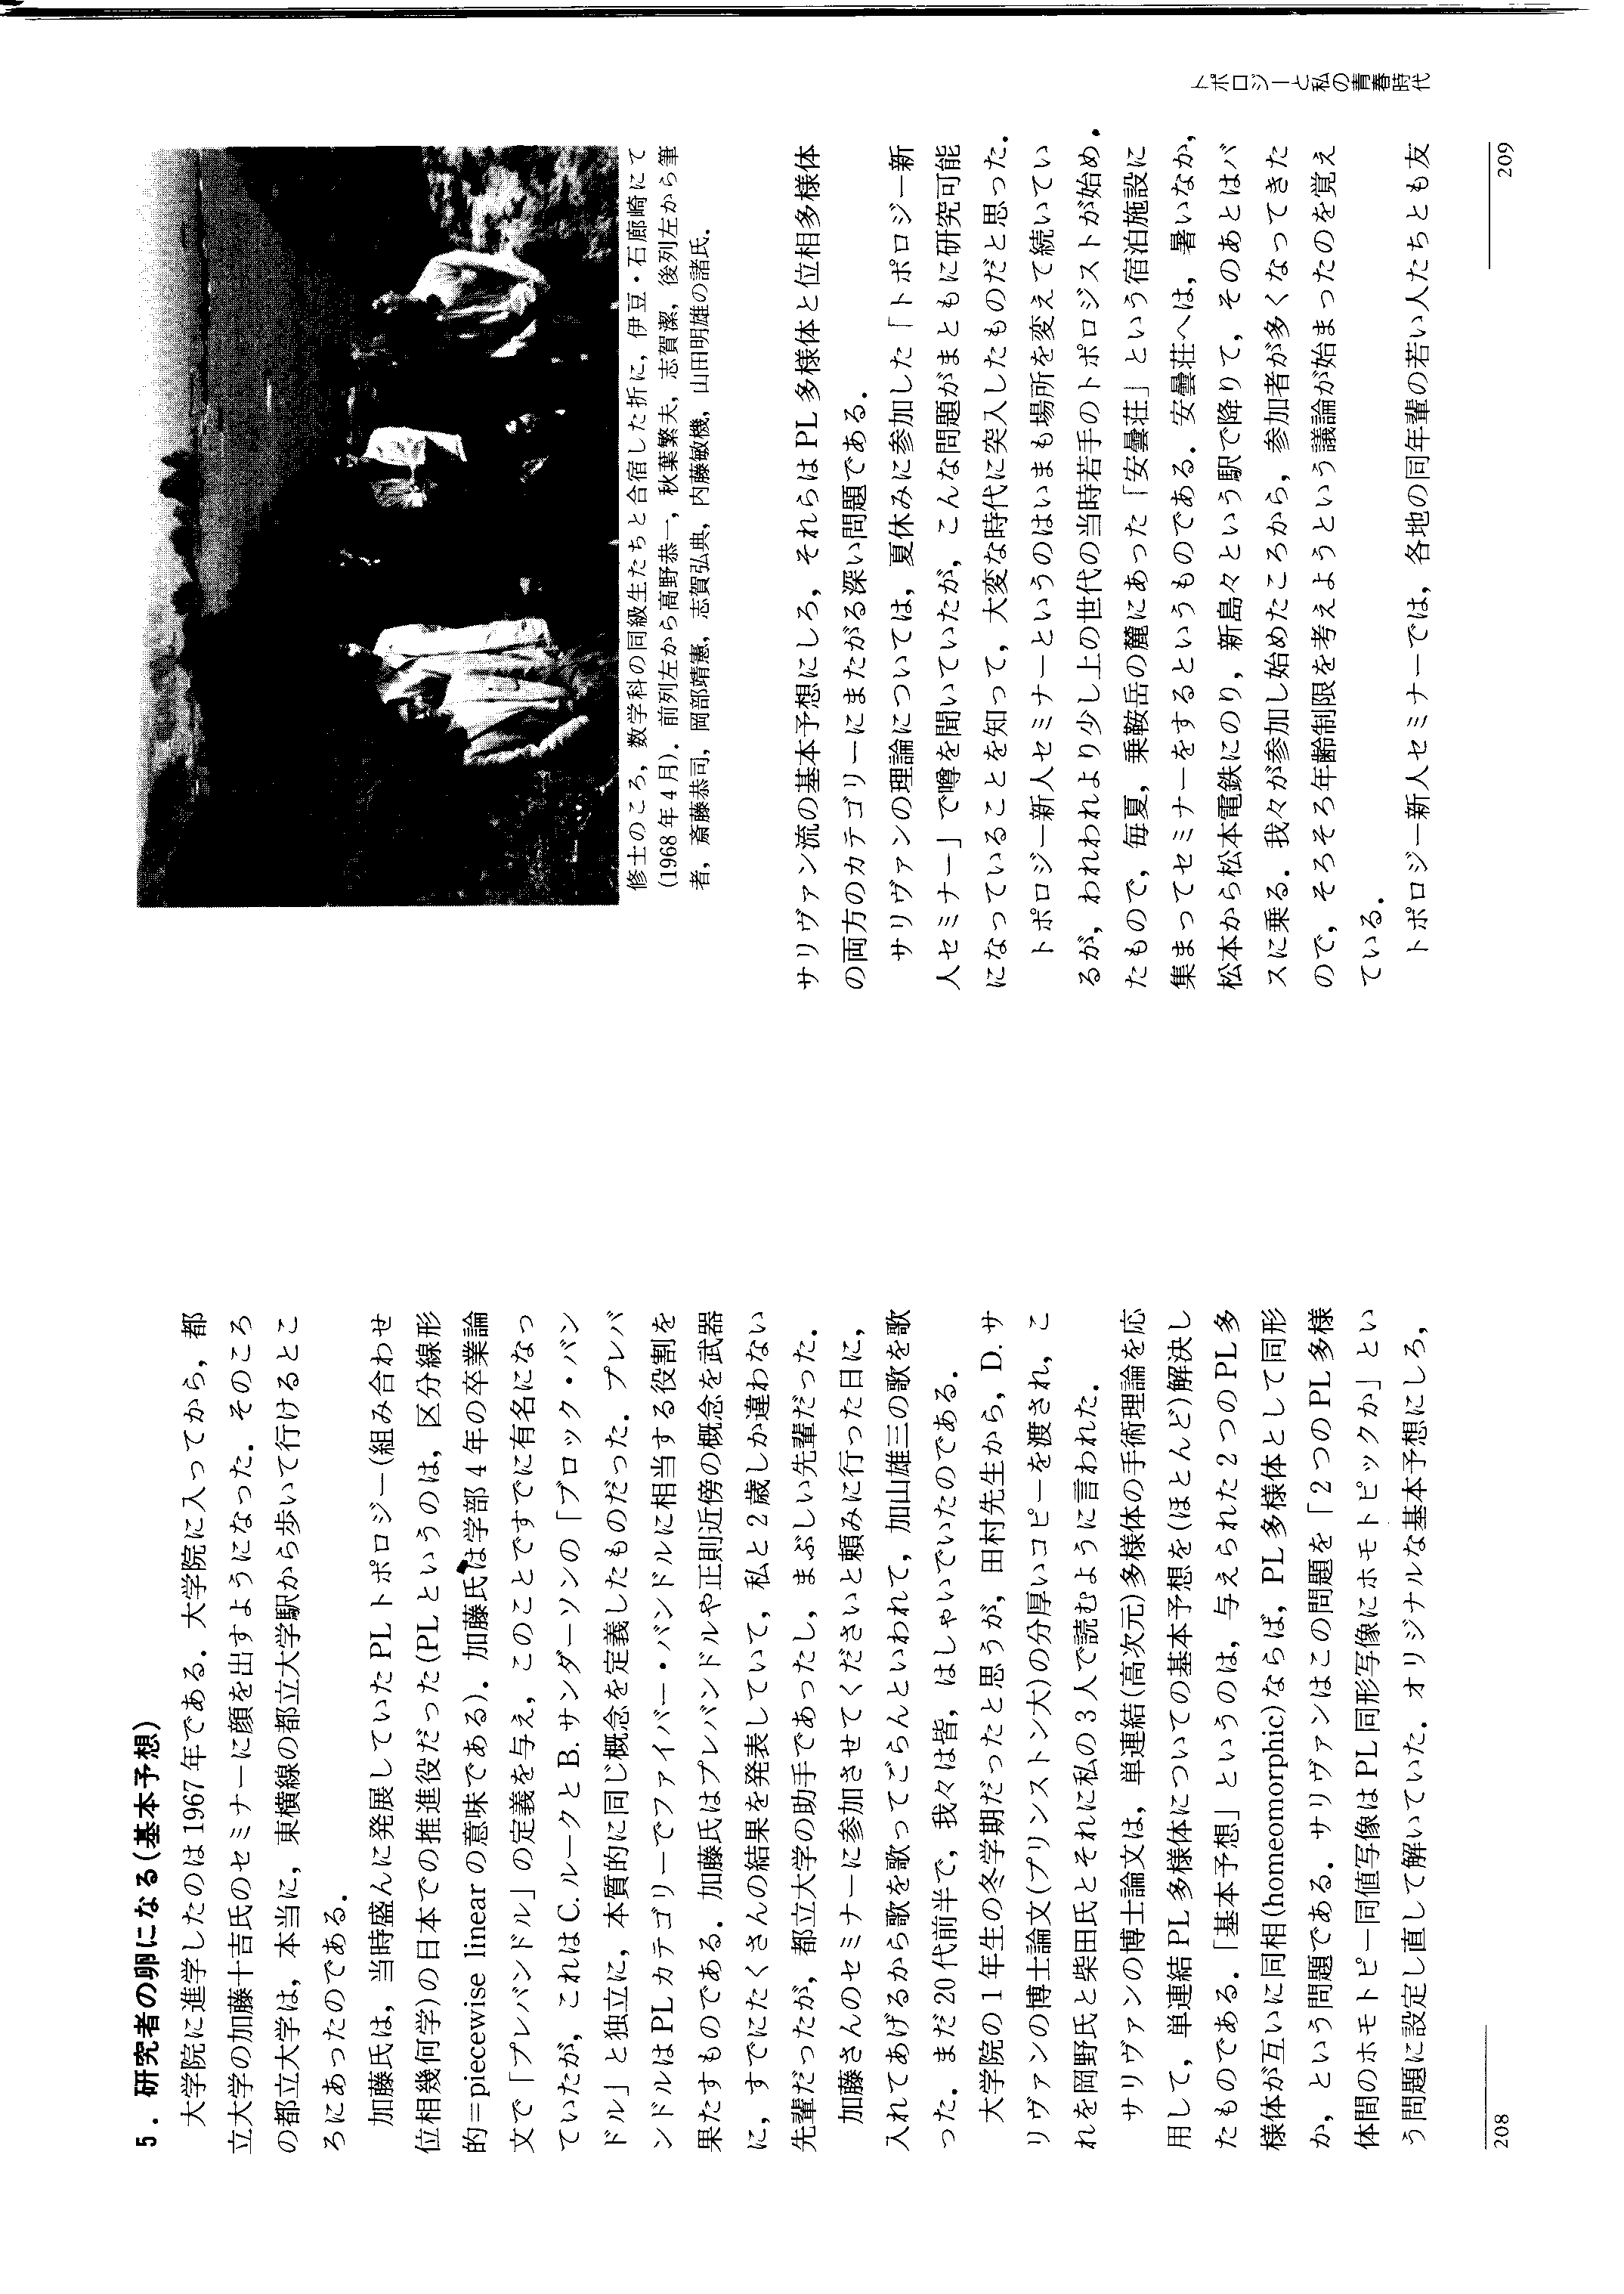 5．研究者の卵になる(基本予想)
大学院に進学したのは1967年である．大学院に入ってから，都
立大学の加藤十吉氏のセミナーに顔を出すようになった．そのころ
の都立大学は，本当に，東横線の都立大学駅から歩いて行けるとこ
ろにあったのである．
加藤氏は，当時盛んに発展していたPLトポロジー(組み合わせ
位相幾何学)の日本での推進役だった(PLというのは，区分線形
的＝piecewise linearの意味である)．加藤氏は学部4年の卒業論
文で「プレバンドル」の定義を与え，このことですでに有名になっ
ていたが，これはC.ルークとB.サンダーソンの「ブロック・バン
ドル」と独立に，本質的に同じ概念を定義したものだった．プレバ
ンドルはPLカテゴリーでファイバー・バンドルに相当する役割を
果たすものである．加藤氏はプレバンドルや正則近傍の概念を武器
に，すでにたくさんの結果を発表していて，私と2歳しか違わない
先輩だったが，都立大学の助手であったし，まぶしい先輩だった．
加藤さんのセミナーに参加させてくださいと頼みに行った日に，
入れてあげるから歌を歌ってごらんといわれて，加山雄三の歌を歌
った．まだ20代前半で，我々は皆，はしゃいでいたのである．
大学院の1年生の冬学期だったと思うが，田村先生から，D.サ
リヴァンの博士論文(プリンストン大)の分厚いコピーを渡され，こ
れを岡野氏と柴田氏とそれに私の3人で読むように言われた．
サリヴァンの博士論文は，単連結(高次元)多様体の手術理論を応
用して，単連結PL多様体についての基本予想を(ほとんど)解決し
たものである．「基本予想」というのは，与えられた2つのPL多
様体が互いに同相(homeomorphic)ならば，PL多様体として同形
か，という問題である．サリヴァンはこの問題を「2つのPL多様
体間のホモトピー同値写像はPL同形写像にホモトピックか」とい
う問題に設定し直して解いていた．オリジナルな基本予想にしろ，
208
修士のころ，数学科の同級生たちと合宿した折に，伊豆・石廊崎にて
(1968年4月)．前列左から高野恭一，秋葉繁夫，志賀潔，後列左から筆
者，斎藤恭司，岡部靖憲，志賀弘典，内藤敏機，山田明雄の諸氏．
サリヴァン流の基本予想にしろ，それらはPL多様体と位相多様体
の両方のカテゴリーにまたがる深い問題である．
サリヴァンの理論については，夏休みに参加した「トポロジー新
人セミナー」で噂を聞いていたが，こんな問題がまともに研究可能
になっていることを知って，大変な時代に突入したものだと思った．
トポロジー新人セミナーというのはいまも場所を変えて続いてい
るが，われわれより少し上の世代の当時若手のトポロジストが始め．
たもので，毎夏，乗鞍岳の麓にあった「安曇荘」という宿泊施設に
集まってセミナーをするというものである．安曇荘へは，暑いなか，
松本から松本電鉄にのり，新島々という駅で降りて，そのあとはバ
スに乗る．我々が参加し始めたころから，参加者が多くなってきた
ので，そろそろ年齢制限を考えようという議論が始まったのを覚え
ている．
トポロジー新人セミナーでは，各地の同年輩の若い人たちとも友
トポロジーと私の青春時代
209